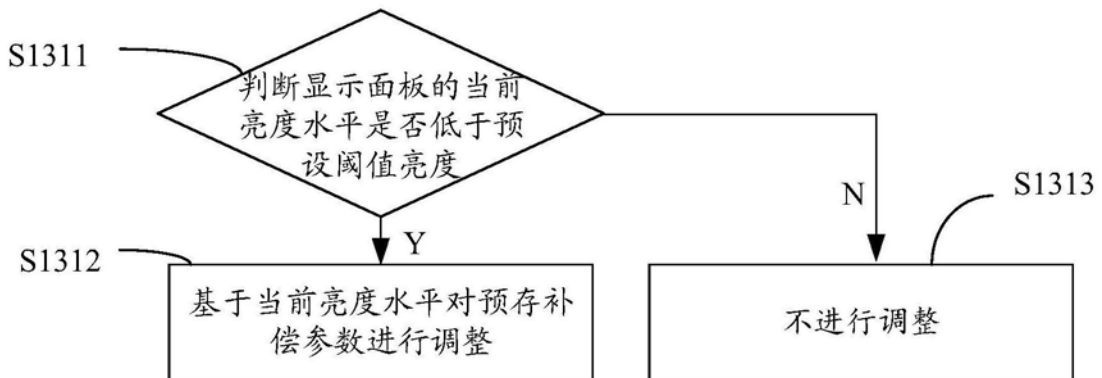 S1311
判断显示面板的当前
亮度水平是否低于预
设阈值亮度
N
S1313
Y
S1312
基于当前亮度水平对预存补
偿参数进行调整
不进行调整